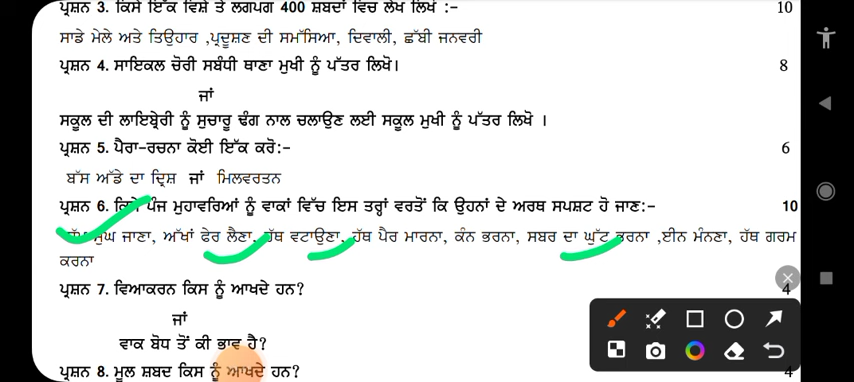 ਪ੍ਰਸ਼ਨ 3. ਕਿਸੇ ਇੱਕ ਵਿਸ਼ੇ ਤੇ ਲਗਪਗ 400 ਸ਼ਬਦਾਂ ਵਿਚ ਲੇਖ ਲਿਖੋ :- 10
ਸਾਡੇ ਮੇਲੇ ਅਤੇ ਤਿਉਹਾਰ ,ਪ੍ਰਦੂਸ਼ਣ ਦੀ ਸਮੱਸਿਆ, ਦਿਵਾਲੀ, ਛੱਬੀ ਜਨਵਰੀ
ਪ੍ਰਸ਼ਨ 4. ਸਾਇਕਲ ਚੋਰੀ ਸਬੰਧੀ ਥਾਣਾ ਮੁਖੀ ਨੂੰ ਪੱਤਰ ਲਿਖੋ। 8
ਜਾਂ
ਸਕੂਲ ਦੀ ਲਾਇਬ੍ਰੇਰੀ ਨੂੰ ਸੁਚਾਰੂ ਢੰਗ ਨਾਲ ਚਲਾਉਣ ਲਈ ਸਕੂਲ ਮੁਖੀ ਨੂੰ ਪੱਤਰ ਲਿਖੋ ।
ਪ੍ਰਸ਼ਨ 5. ਪੈਰਾ-ਰਚਨਾ ਕੋਈ ਇੱਕ ਕਰੋ:- 6
ਬੱਸ ਅੱਡੇ ਦਾ ਦ੍ਰਿਸ਼ ਜਾਂ ਮਿਲਵਰਤਨ
ਪ੍ਰਸ਼ਨ 6. ਕਿਸੇ ਪੰਜ ਮੁਹਾਵਰਿਆਂ ਨੂੰ ਵਾਕਾਂ ਵਿੱਚ ਇਸ ਤਰ੍ਹਾਂ ਵਰਤੋਂ ਕਿ ਉਹਨਾਂ ਦੇ ਅਰਥ ਸਪਸ਼ਟ ਹੋ ਜਾਣ:- 10
ਜਾਣਾ, ਅੱਖਾਂ ਫੇਰ ਲੈਣਾ, ਹੱਥ ਵਟਾਉਣਾ, ਹੱਥ ਪੈਰ ਮਾਰਨਾ, ਕੰਨ ਭਰਨਾ, ਸਬਰ ਦਾ ਘੁੱਟ ਭਰਨਾ ,ਈਨ ਮੰਨਣਾ, ਹੱਥ ਗਰਮ
ਕਰਨਾ
ਪ੍ਰਸ਼ਨ 7. ਵਿਆਕਰਨ ਕਿਸ ਨੂੰ ਆਖਦੇ ਹਨ? 4
ਜਾਂ
ਵਾਕ ਬੋਧ ਤੋਂ ਕੀ ਭਾਵ ਹੈ?
ਪ੍ਰਸ਼ਨ 8. ਮੂਲ ਸ਼ਬਦ ਕਿਸ ਨੂੰ ਆਖਦੇ ਹਨ? 4